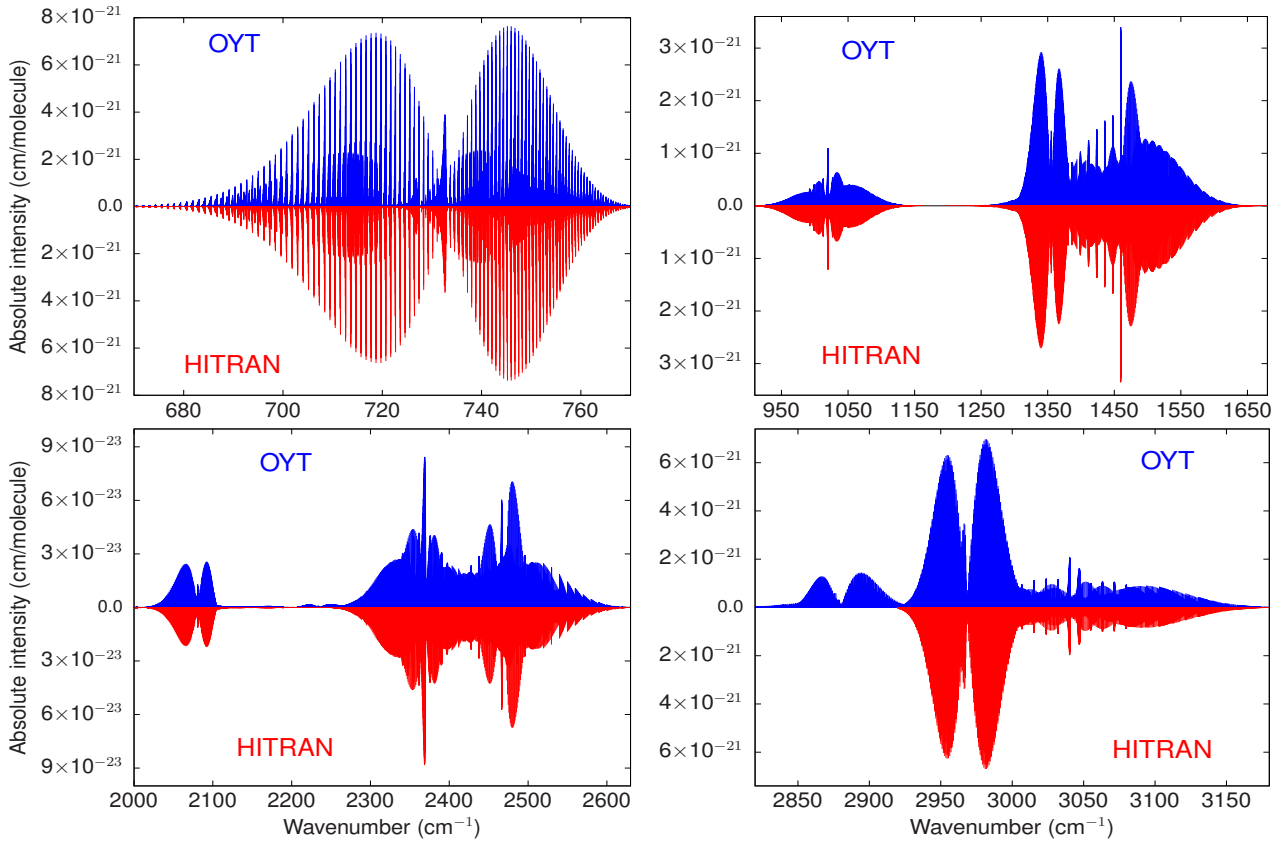 Absolute intensity (cm/molecule)
8×10⁻²¹
6×10⁻²¹
4×10⁻²¹
2×10⁻²¹
0.0
2×10⁻²¹
4×10⁻²¹
6×10⁻²¹
8×10⁻²¹
OYT
HITRAN
680 700 720 740 760
3×10⁻²¹
2×10⁻²¹
1×10⁻²¹
0.0
1×10⁻²¹
2×10⁻²¹
3×10⁻²¹
OYT
HITRAN
950 1050 1150 1250 1350 1450 1550 1650
Absolute intensity (cm/molecule)
9×10⁻²³
6×10⁻²³
3×10⁻²³
0.0
3×10⁻²³
6×10⁻²³
9×10⁻²³
OYT
HITRAN
2000 2100 2200 2300 2400 2500 2600
Wavenumber (cm⁻¹)
6×10⁻²¹
4×10⁻²¹
2×10⁻²¹
0.0
2×10⁻²¹
4×10⁻²¹
6×10⁻²¹
OYT
HITRAN
2850 2900 2950 3000 3050 3100 3150
Wavenumber (cm⁻¹)